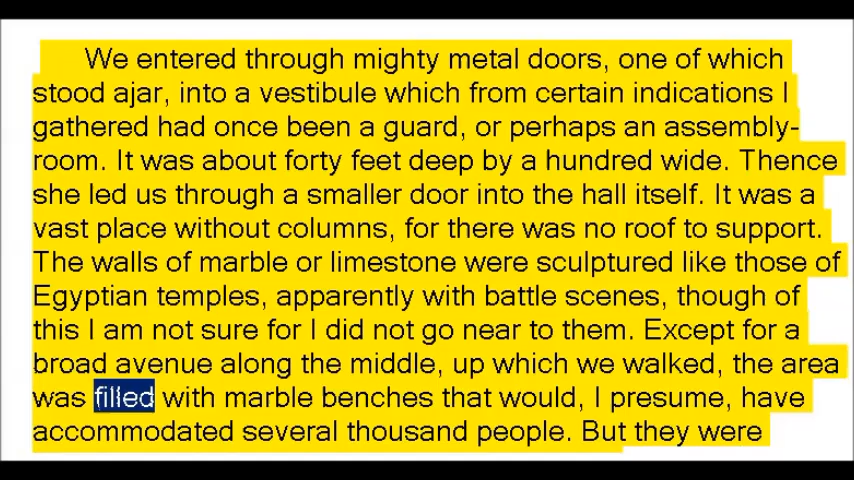 We entered through mighty metal doors, one of which
stood ajar, into a vestibule which from certain indications I
gathered had once been a guard, or perhaps an assembly-
room. It was about forty feet deep by a hundred wide. Thence
she led us through a smaller door into the hall itself. It was a
vast place without columns, for there was no roof to support.
The walls of marble or limestone were sculptured like those of
Egyptian temples, apparently with battle scenes, though of
this I am not sure for I did not go near to them. Except for a
broad avenue along the middle, up which we walked, the area
was filled with marble benches that would, I presume, have
accommodated several thousand people. But they were